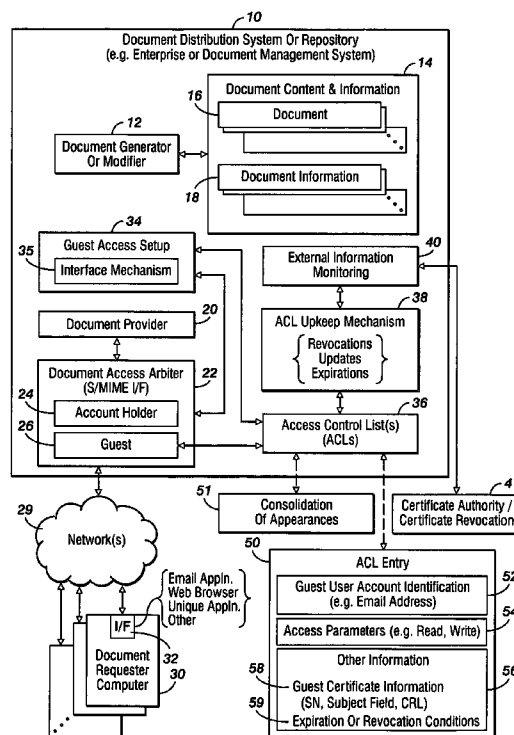 10
Document Distribution System Or Repository
(e.g. Enterprise or Document Management System)
14
Document Content & Information
16
Document
12
Document Generator
Or Modifier
Document Information
18
34
Guest Access Setup
35
Interface Mechanism
40
External Information
Monitoring
38
ACL Upkeep Mechanism
Revocations
Updates
Expirations
20
Document Provider
Document Access Arbiter
(S/MIME I/F)
22
24
Account Holder
26
Guest
36
Access Control List(s)
(ACLs)
29
Network(s)
51
Consolidation
Of Appearances
4
Certificate Authority /
Certificate Revocation
Email Appln.
Web Browser
Unique Appln.
Other
I/F
32
Document
Requester
Computer
30
50
ACL Entry
52
Guest User Account Identification
(e.g. Email Address)
54
Access Parameters (e.g. Read, Write)
56
Other Information
58
Guest Certificate Information
(SN, Subject Field, CRL)
59
Expiration Or Revocation Conditions